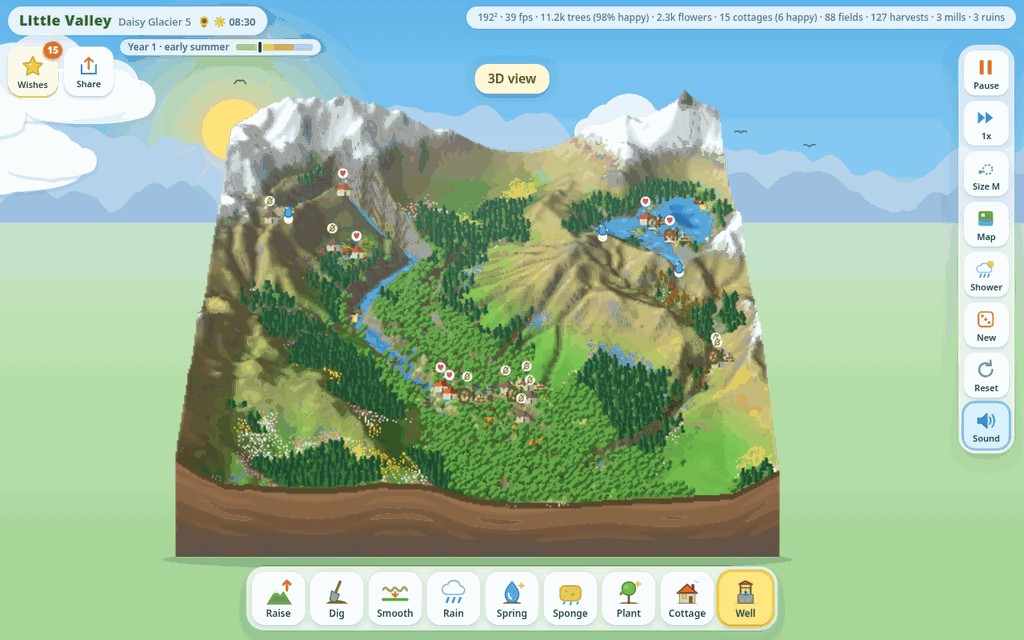 Little Valley Daisy Glacier 5 08:30
192² · 39 fps · 11.2k trees (98% happy) · 2.3k flowers · 15 cottages (6 happy) · 88 fields · 127 harvests · 3 mills · 3 ruins
Year 1 · early summer
15
Wishes
Share
3D view
Pause
1x
Size M
Map
Shower
New
Reset
Sound
Raise
Dig
Smooth
Rain
Spring
Sponge
Plant
Cottage
Well